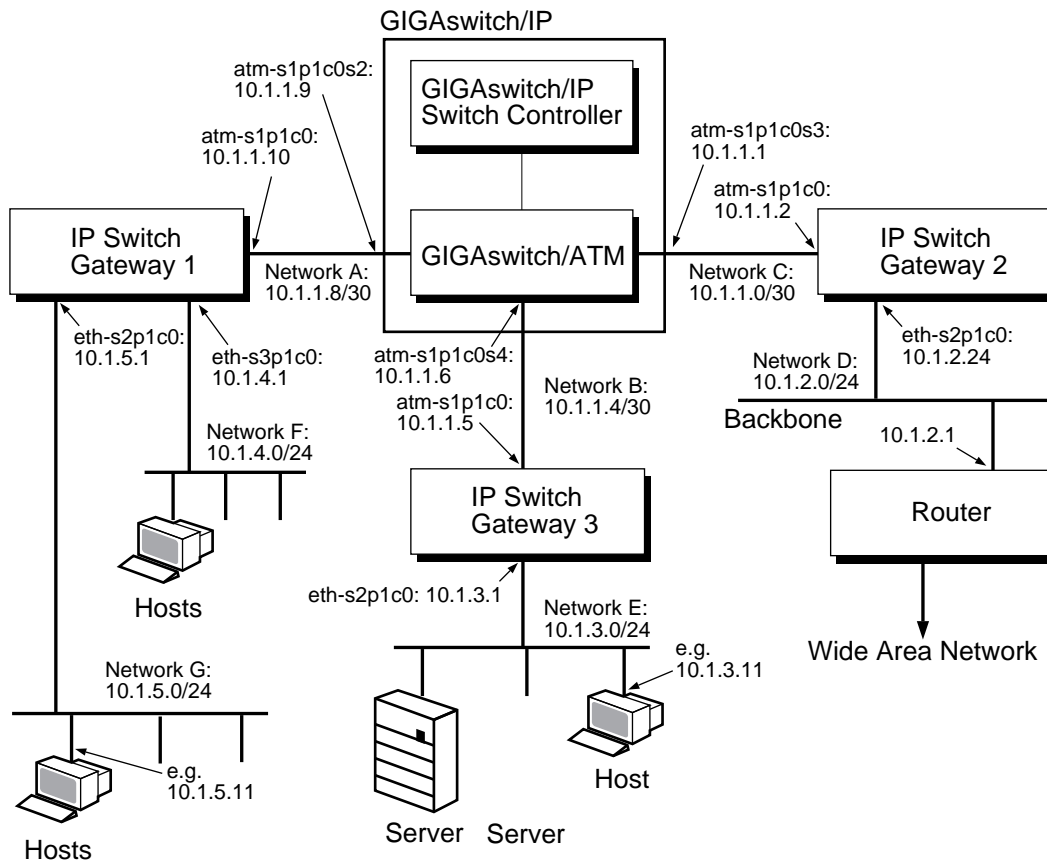 GIGAswitch/IP
atm-s1p1c0s2:
10.1.1.9
GIGAswitch/IP
Switch Controller
atm-s1p1c0:
10.1.1.10
atm-s1p1c0s3:
10.1.1.1
atm-s1p1c0:
10.1.1.2
IP Switch
Gateway 1
GIGAswitch/ATM
IP Switch
Gateway 2
Network A:
10.1.1.8/30
Network C:
10.1.1.0/30
eth-s2p1c0:
10.1.5.1
eth-s3p1c0:
10.1.4.1
atm-s1p1c0s4:
10.1.1.6
eth-s2p1c0:
10.1.2.24
Network D:
10.1.2.0/24
Network B:
10.1.1.4/30
atm-s1p1c0:
10.1.1.5
Backbone
Network F:
10.1.4.0/24
10.1.2.1
IP Switch
Gateway 3
Router
Hosts
eth-s2p1c0: 10.1.3.1
Network E:
10.1.3.0/24
Wide Area Network
Network G:
10.1.5.0/24
e.g.
10.1.3.11
e.g.
10.1.5.11
Host
Server
Server
Hosts